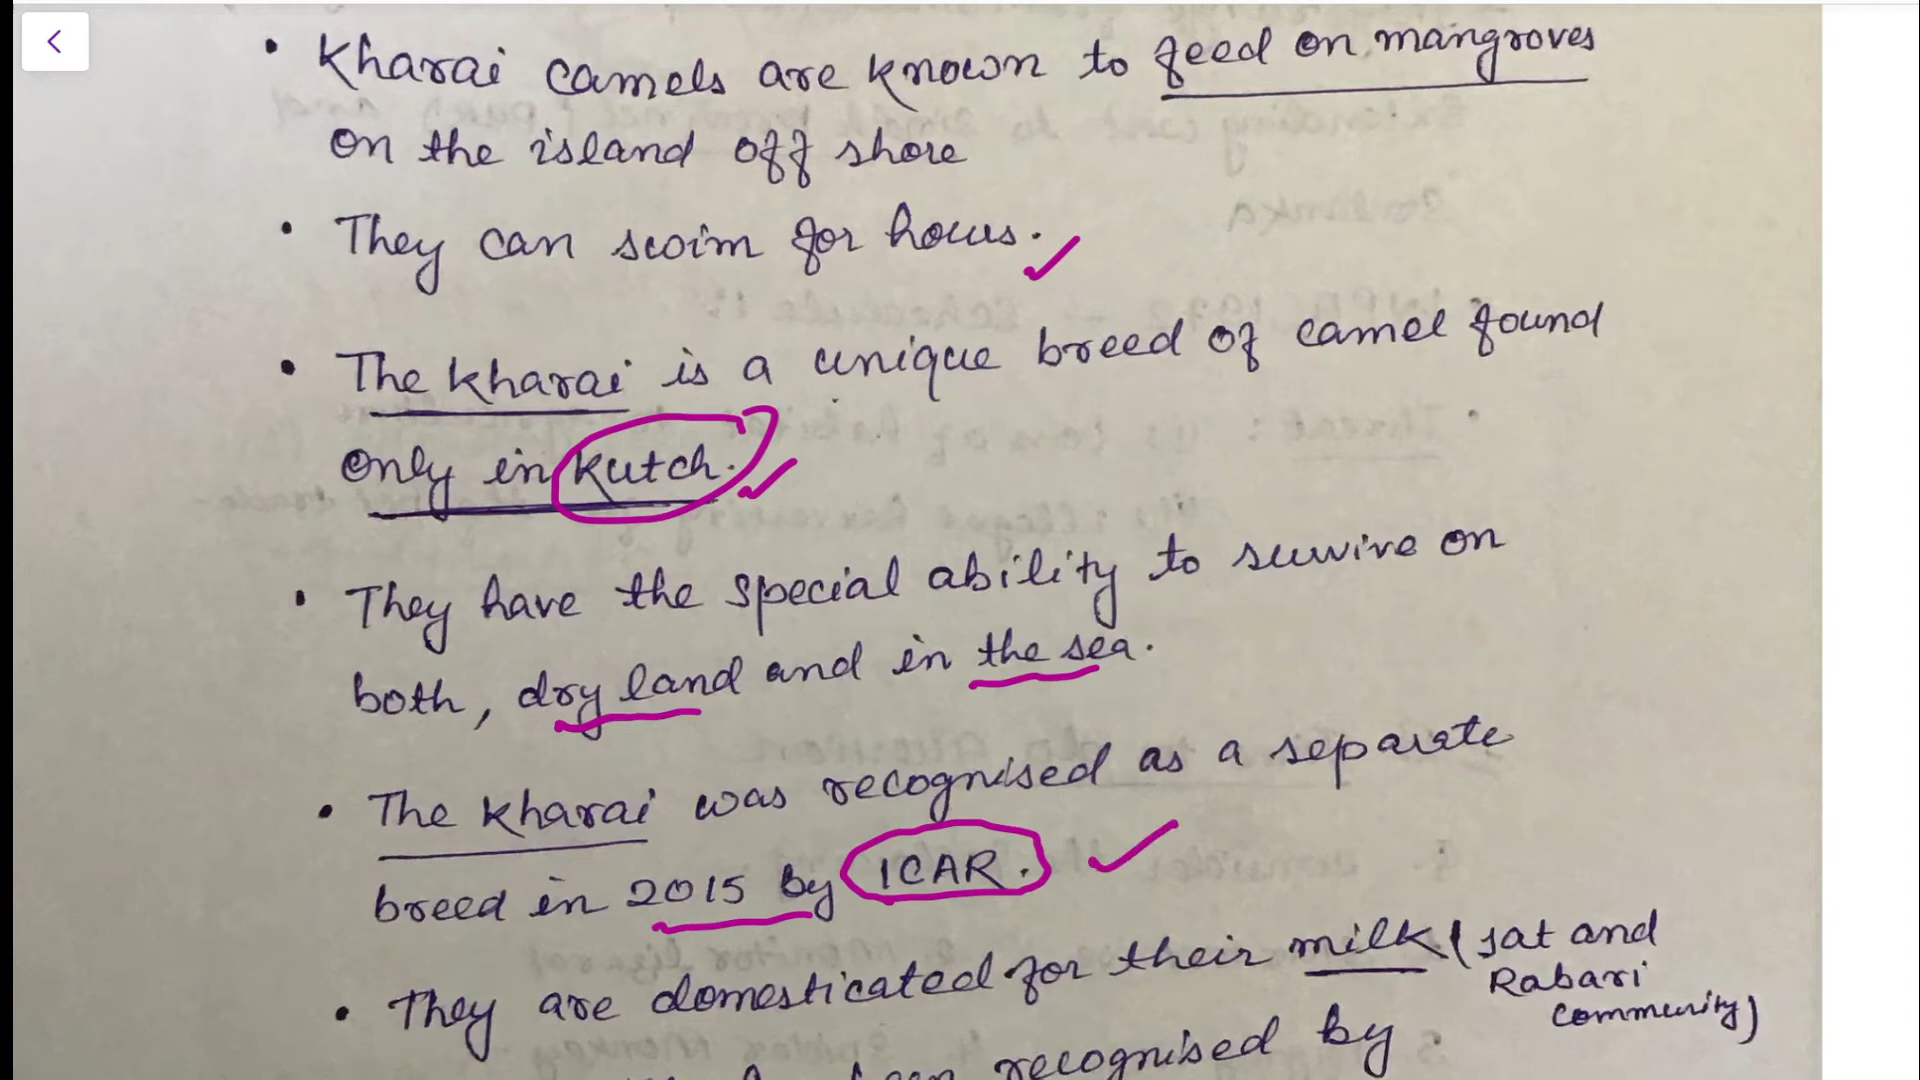 • Kharai camels are known to feed on mangroves
on the island off shore
• They can swim for hours.
• The Kharai is a unique breed of camel found
only in Kutch.
• They have the special ability to survive on
both, dry land and in the sea.
• The Kharai was recognised as a separate
breed in 2015 by ICAR.
• They are domesticated for their milk (Jat and
Rabari
community)
recognised by